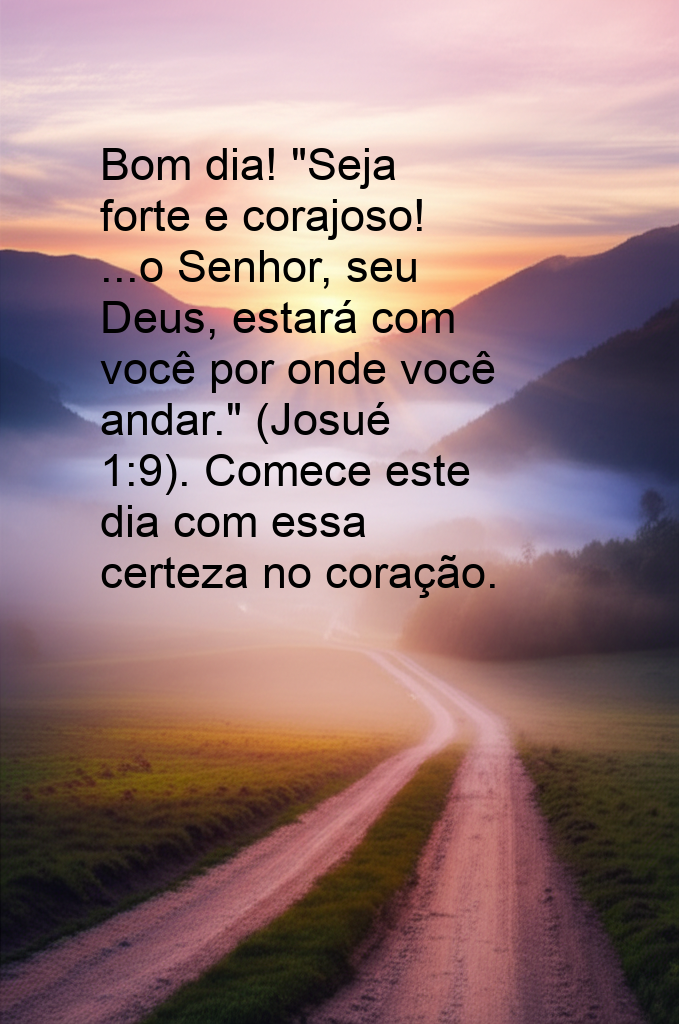 Bom dia! "Seja
forte e corajoso!
...o Senhor, seu
Deus, estará com
você por onde você
andar." (Josué
1:9). Comece este
dia com essa
certeza no coração.